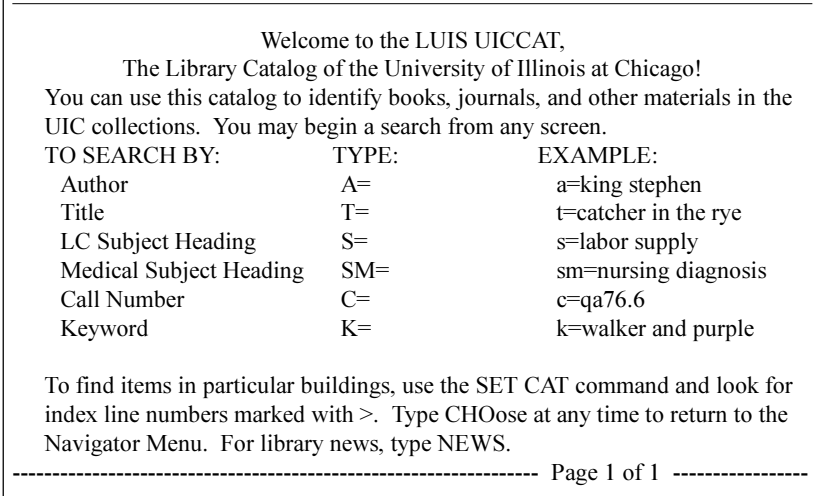 Welcome to the LUIS UICCAT,
The Library Catalog of the University of Illinois at Chicago!
You can use this catalog to identify books, journals, and other materials in the
UIC collections.  You may begin a search from any screen.
TO SEARCH BY: TYPE: EXAMPLE:
Author A= a=king stephen
Title T= t=catcher in the rye
LC Subject Heading S= s=labor supply
Medical Subject Heading SM= sm=nursing diagnosis
Call Number C= c=qa76.6
Keyword K= k=walker and purple
To find items in particular buildings, use the SET CAT command and look for
index line numbers marked with >.  Type CHOose at any time to return to the
Navigator Menu.  For library news, type NEWS.
------------------------------------------------------------------ Page 1 of 1 -----------------